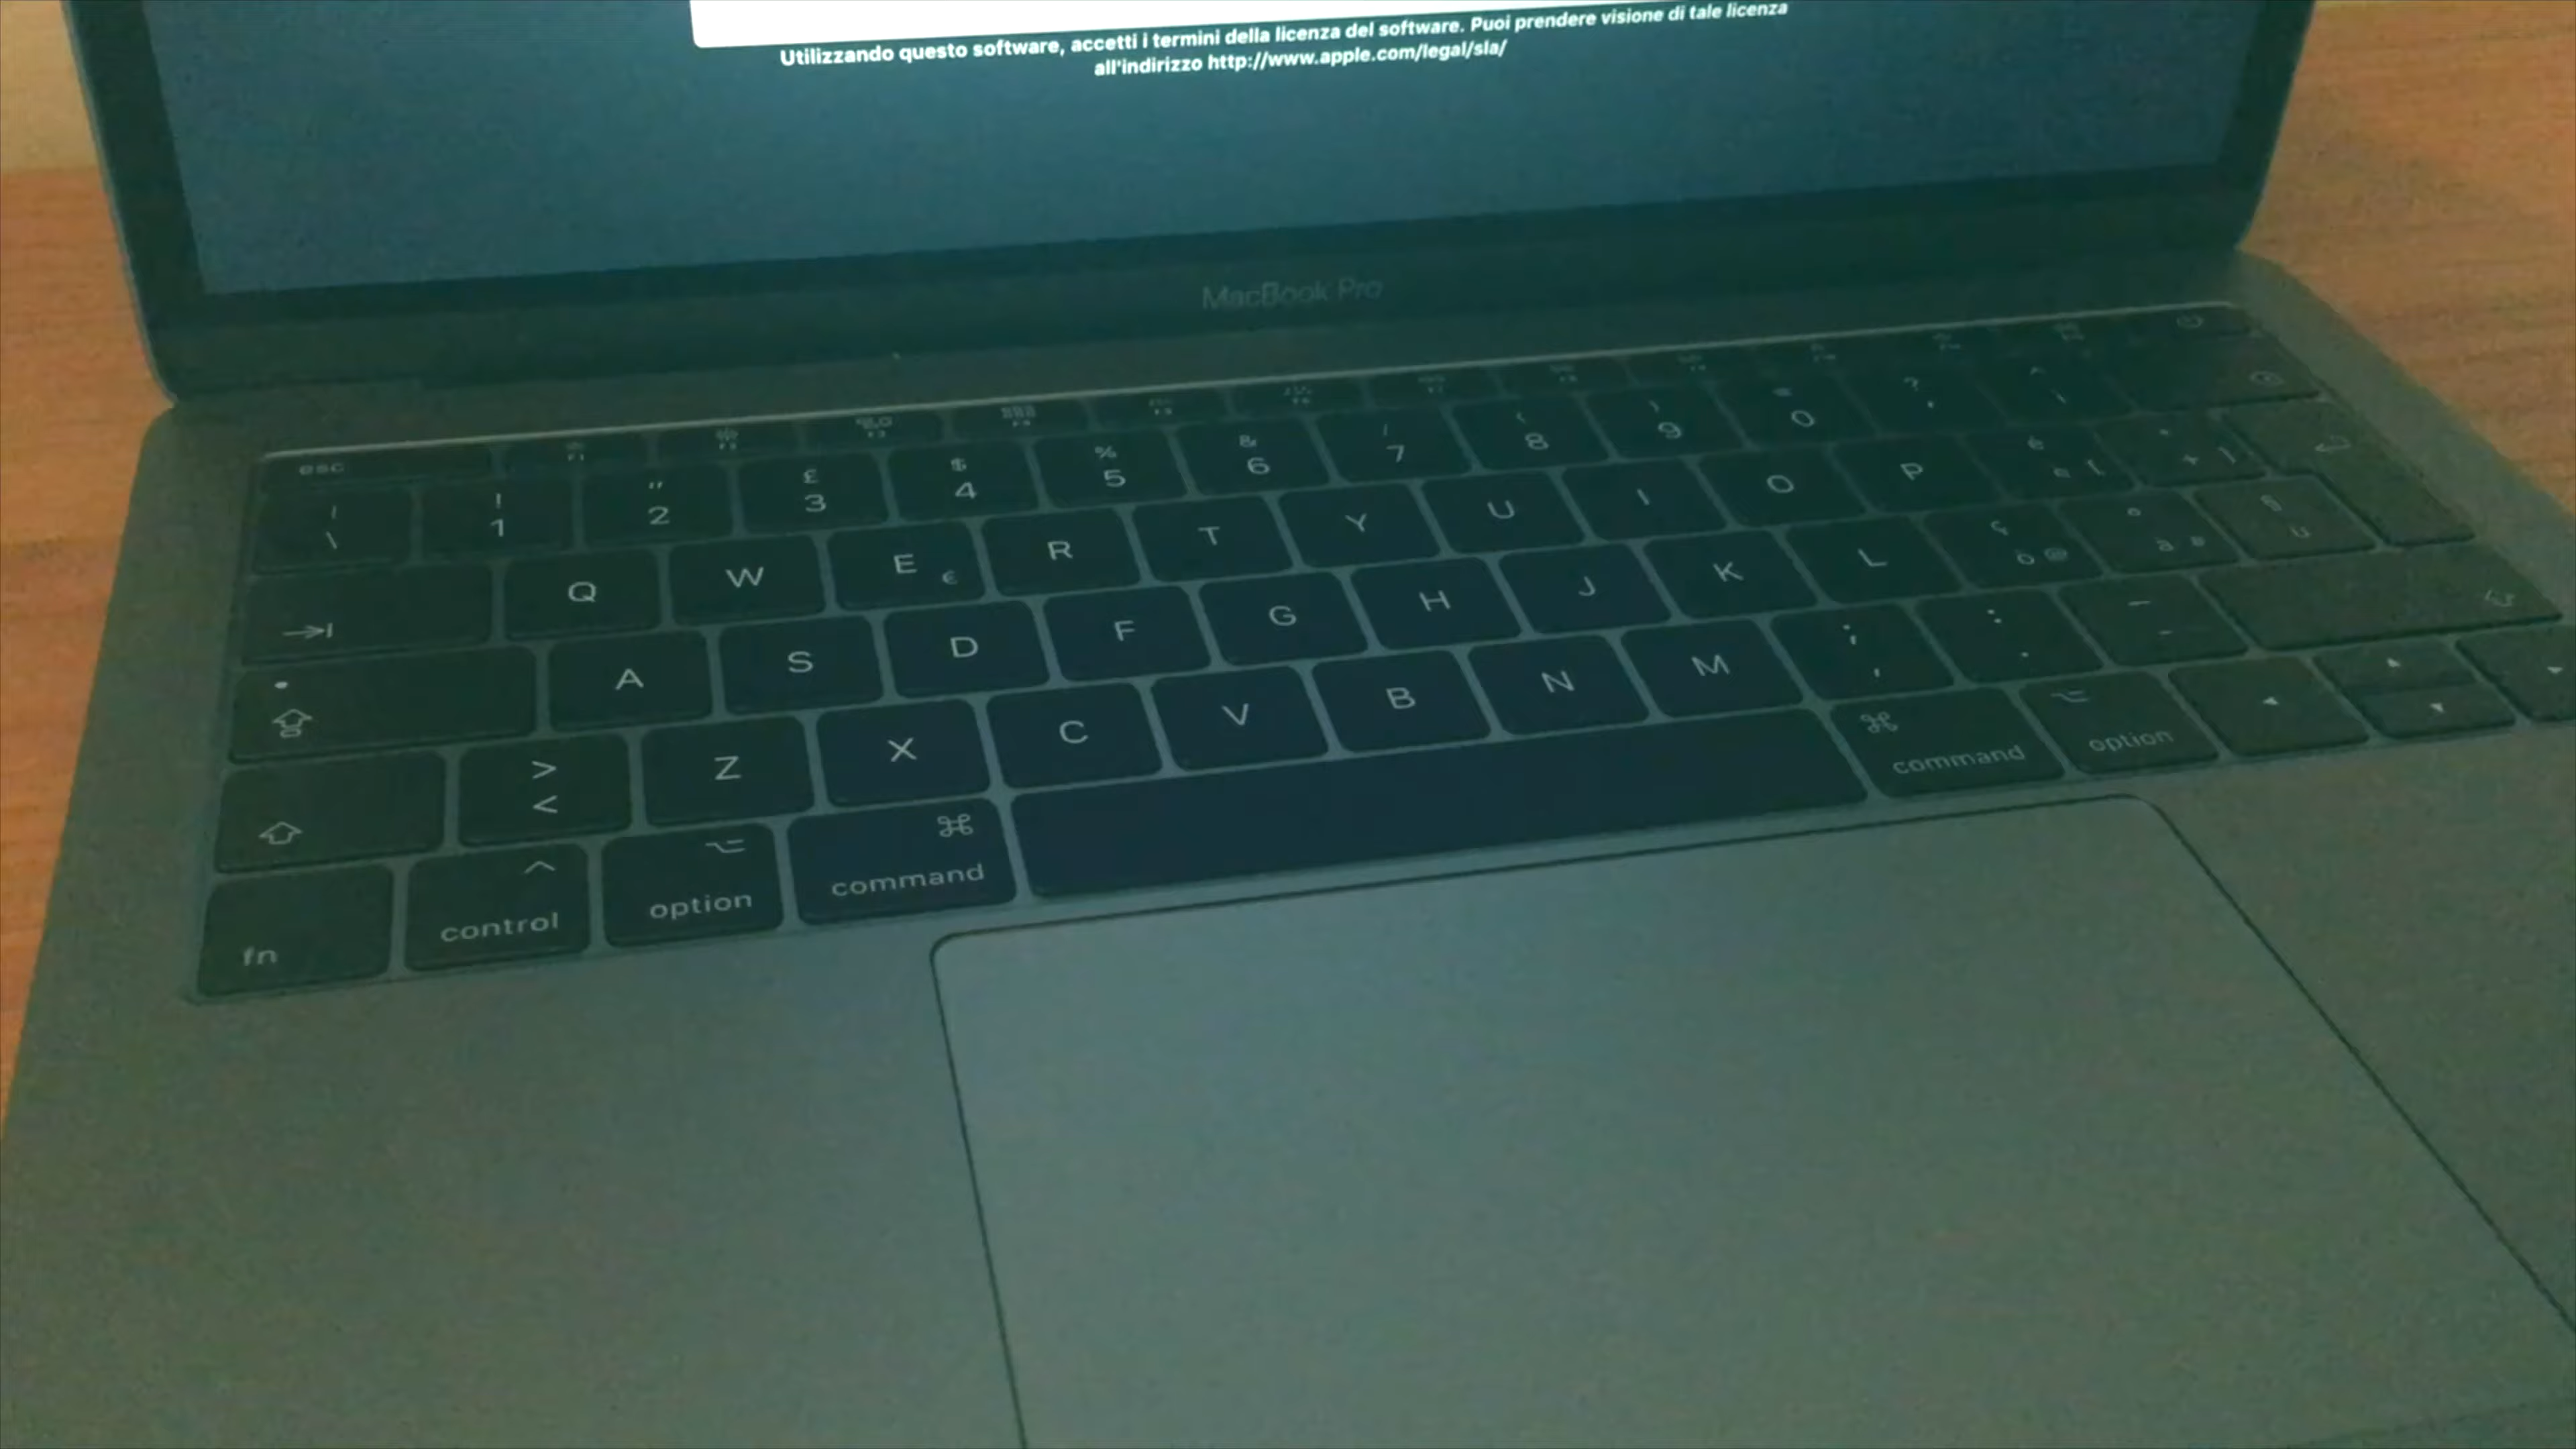 Utilizzando questo software, accetti i termini della licenza del software. Puoi prendere visione di tale licenza
all'indirizzo http://www.apple.com/legal/sla/
MacBook Pro
esc
! " £ $ % & / ( ) = ? ^
\ 1 2 3 4 5 6 7 8 9 0 ' ì
Q W E € R T Y U I O P é è [ * + ]
A S D F G H J K L ç ò @ ° à # § ù
> < Z X C V B N M ; , : . _ -
fn control option command command option